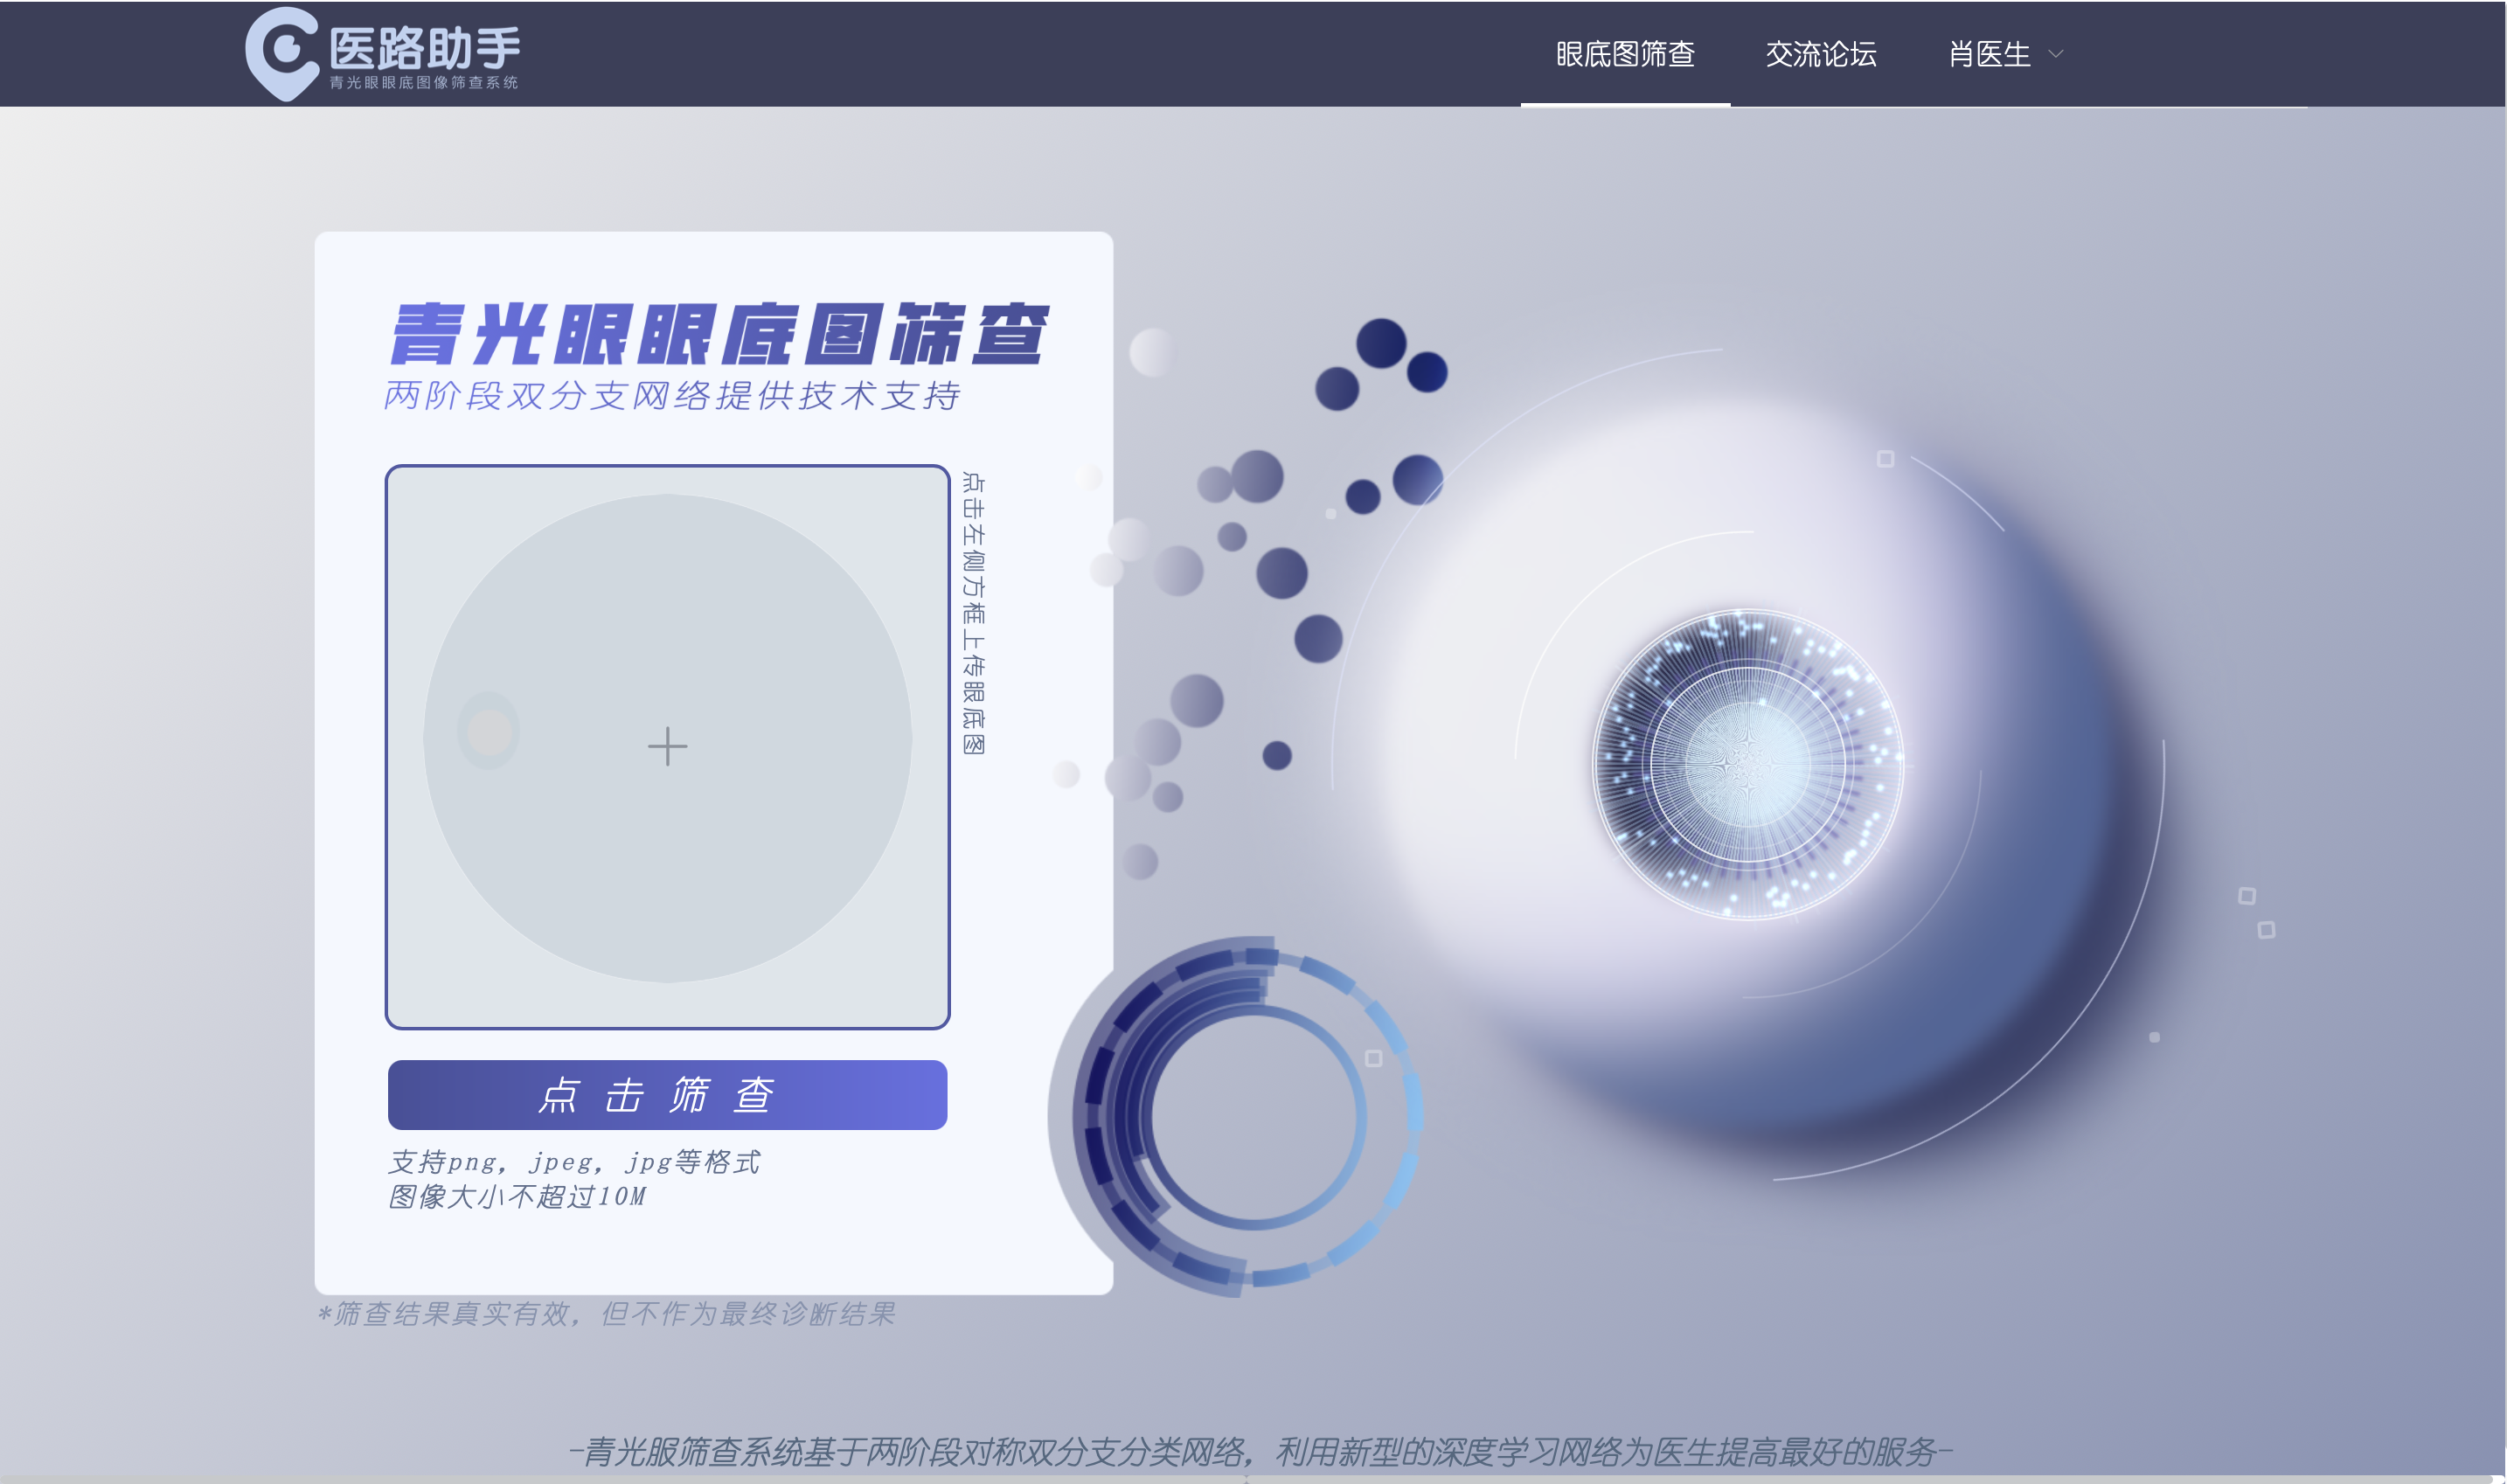 医路助手
青光眼眼底图像筛查系统
眼底图筛查
交流论坛
肖医生
青光眼眼底图筛查
两阶段双分支网络提供技术支持
点击左侧方框上传眼底图
点击筛查
支持png，jpeg，jpg等格式
图像大小不超过10M
*筛查结果真实有效，但不作为最终诊断结果
-青光服筛查系统基于两阶段对称双分支分类网络，利用新型的深度学习网络为医生提高最好的服务-